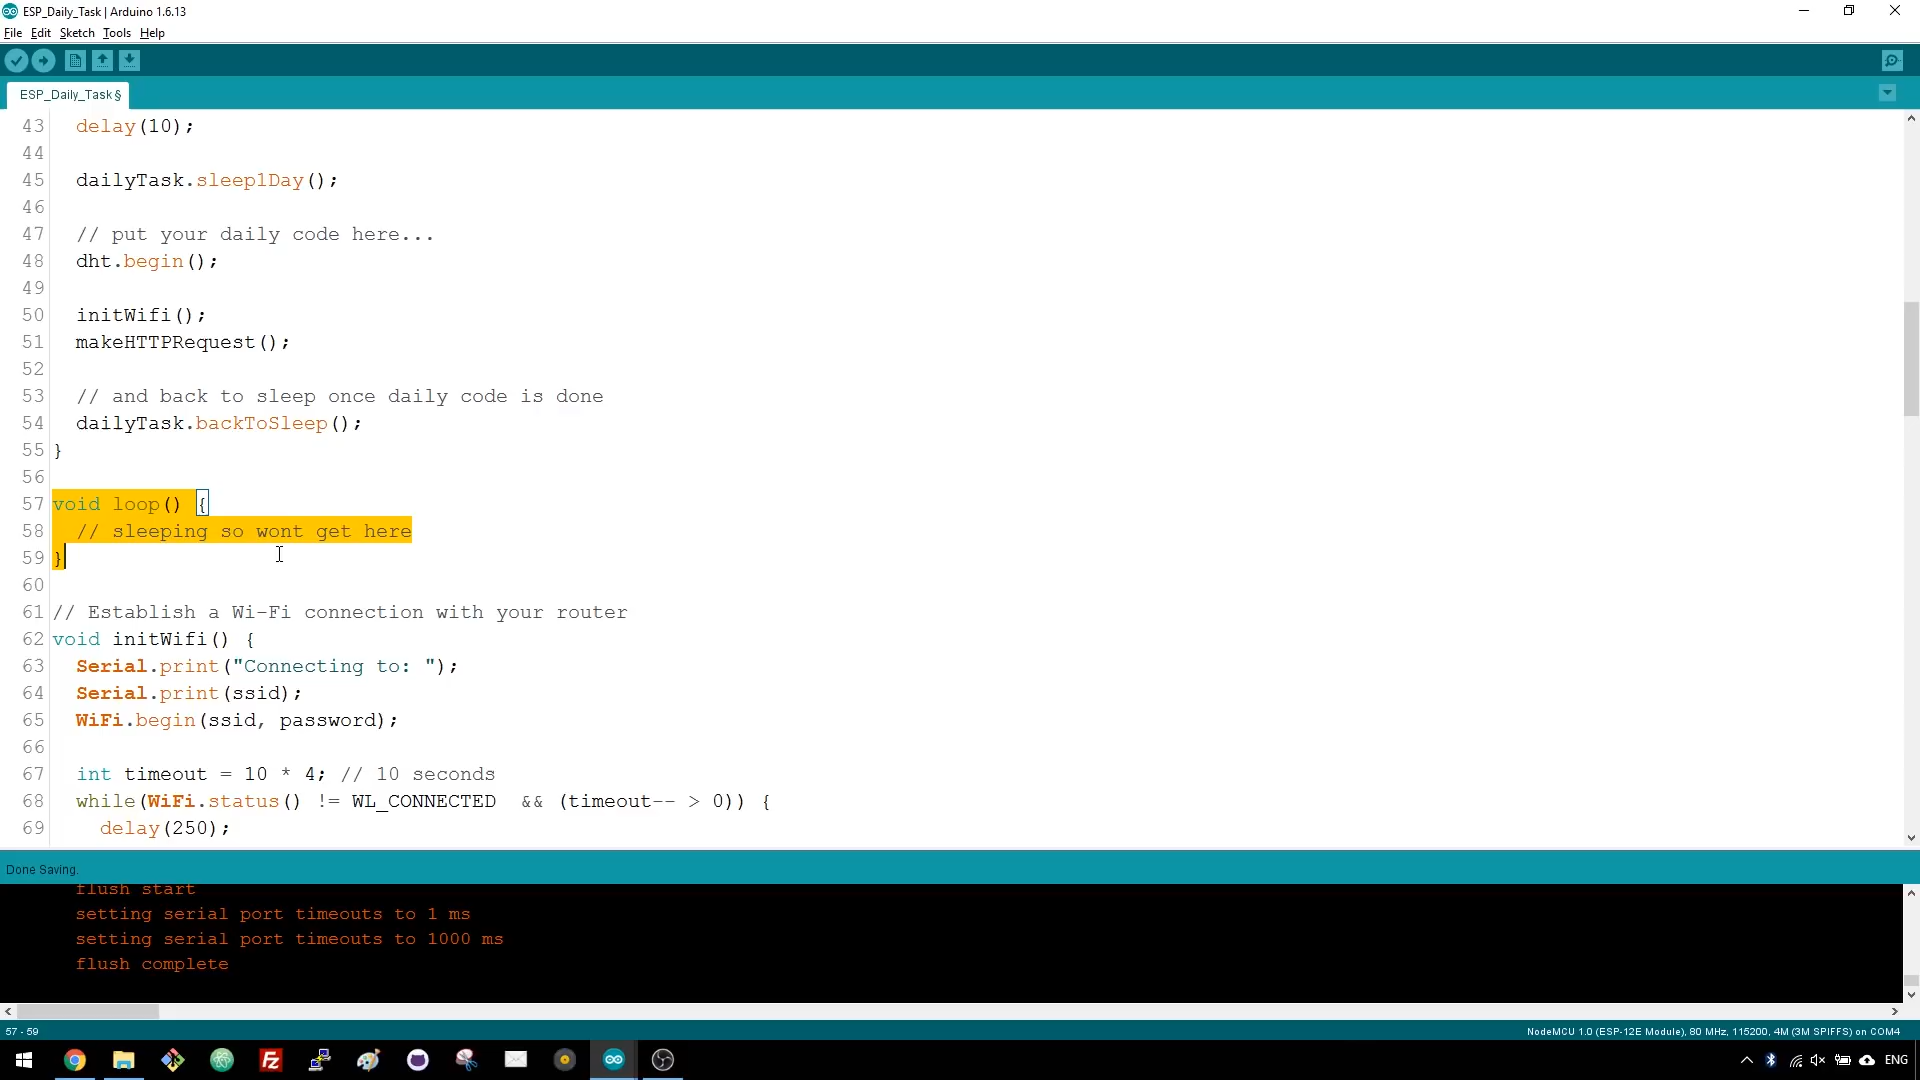 ESP_Daily_Task | Arduino 1.6.13
File Edit Sketch Tools Help
ESP_Daily_Task §
43 delay(10);
44
45 dailyTask.sleep1Day();
46
47 // put your daily code here...
48 dht.begin();
49
50 initWifi();
51 makeHTTPRequest();
52
53 // and back to sleep once daily code is done
54 dailyTask.backToSleep();
55 }
56
57 void loop() {
58 // sleeping so wont get here
59 }
60
61 // Establish a Wi-Fi connection with your router
62 void initWifi() {
63 Serial.print("Connecting to: ");
64 Serial.print(ssid);
65 WiFi.begin(ssid, password);
66
67 int timeout = 10 * 4; // 10 seconds
68 while(WiFi.status() != WL_CONNECTED  && (timeout-- > 0)) {
69 delay(250);
Done Saving.
flush start
setting serial port timeouts to 1 ms
setting serial port timeouts to 1000 ms
flush complete
57 - 59
NodeMCU 1.0 (ESP-12E Module), 80 MHz, 115200, 4M (3M SPIFFS) on COM4
Fz
ENG